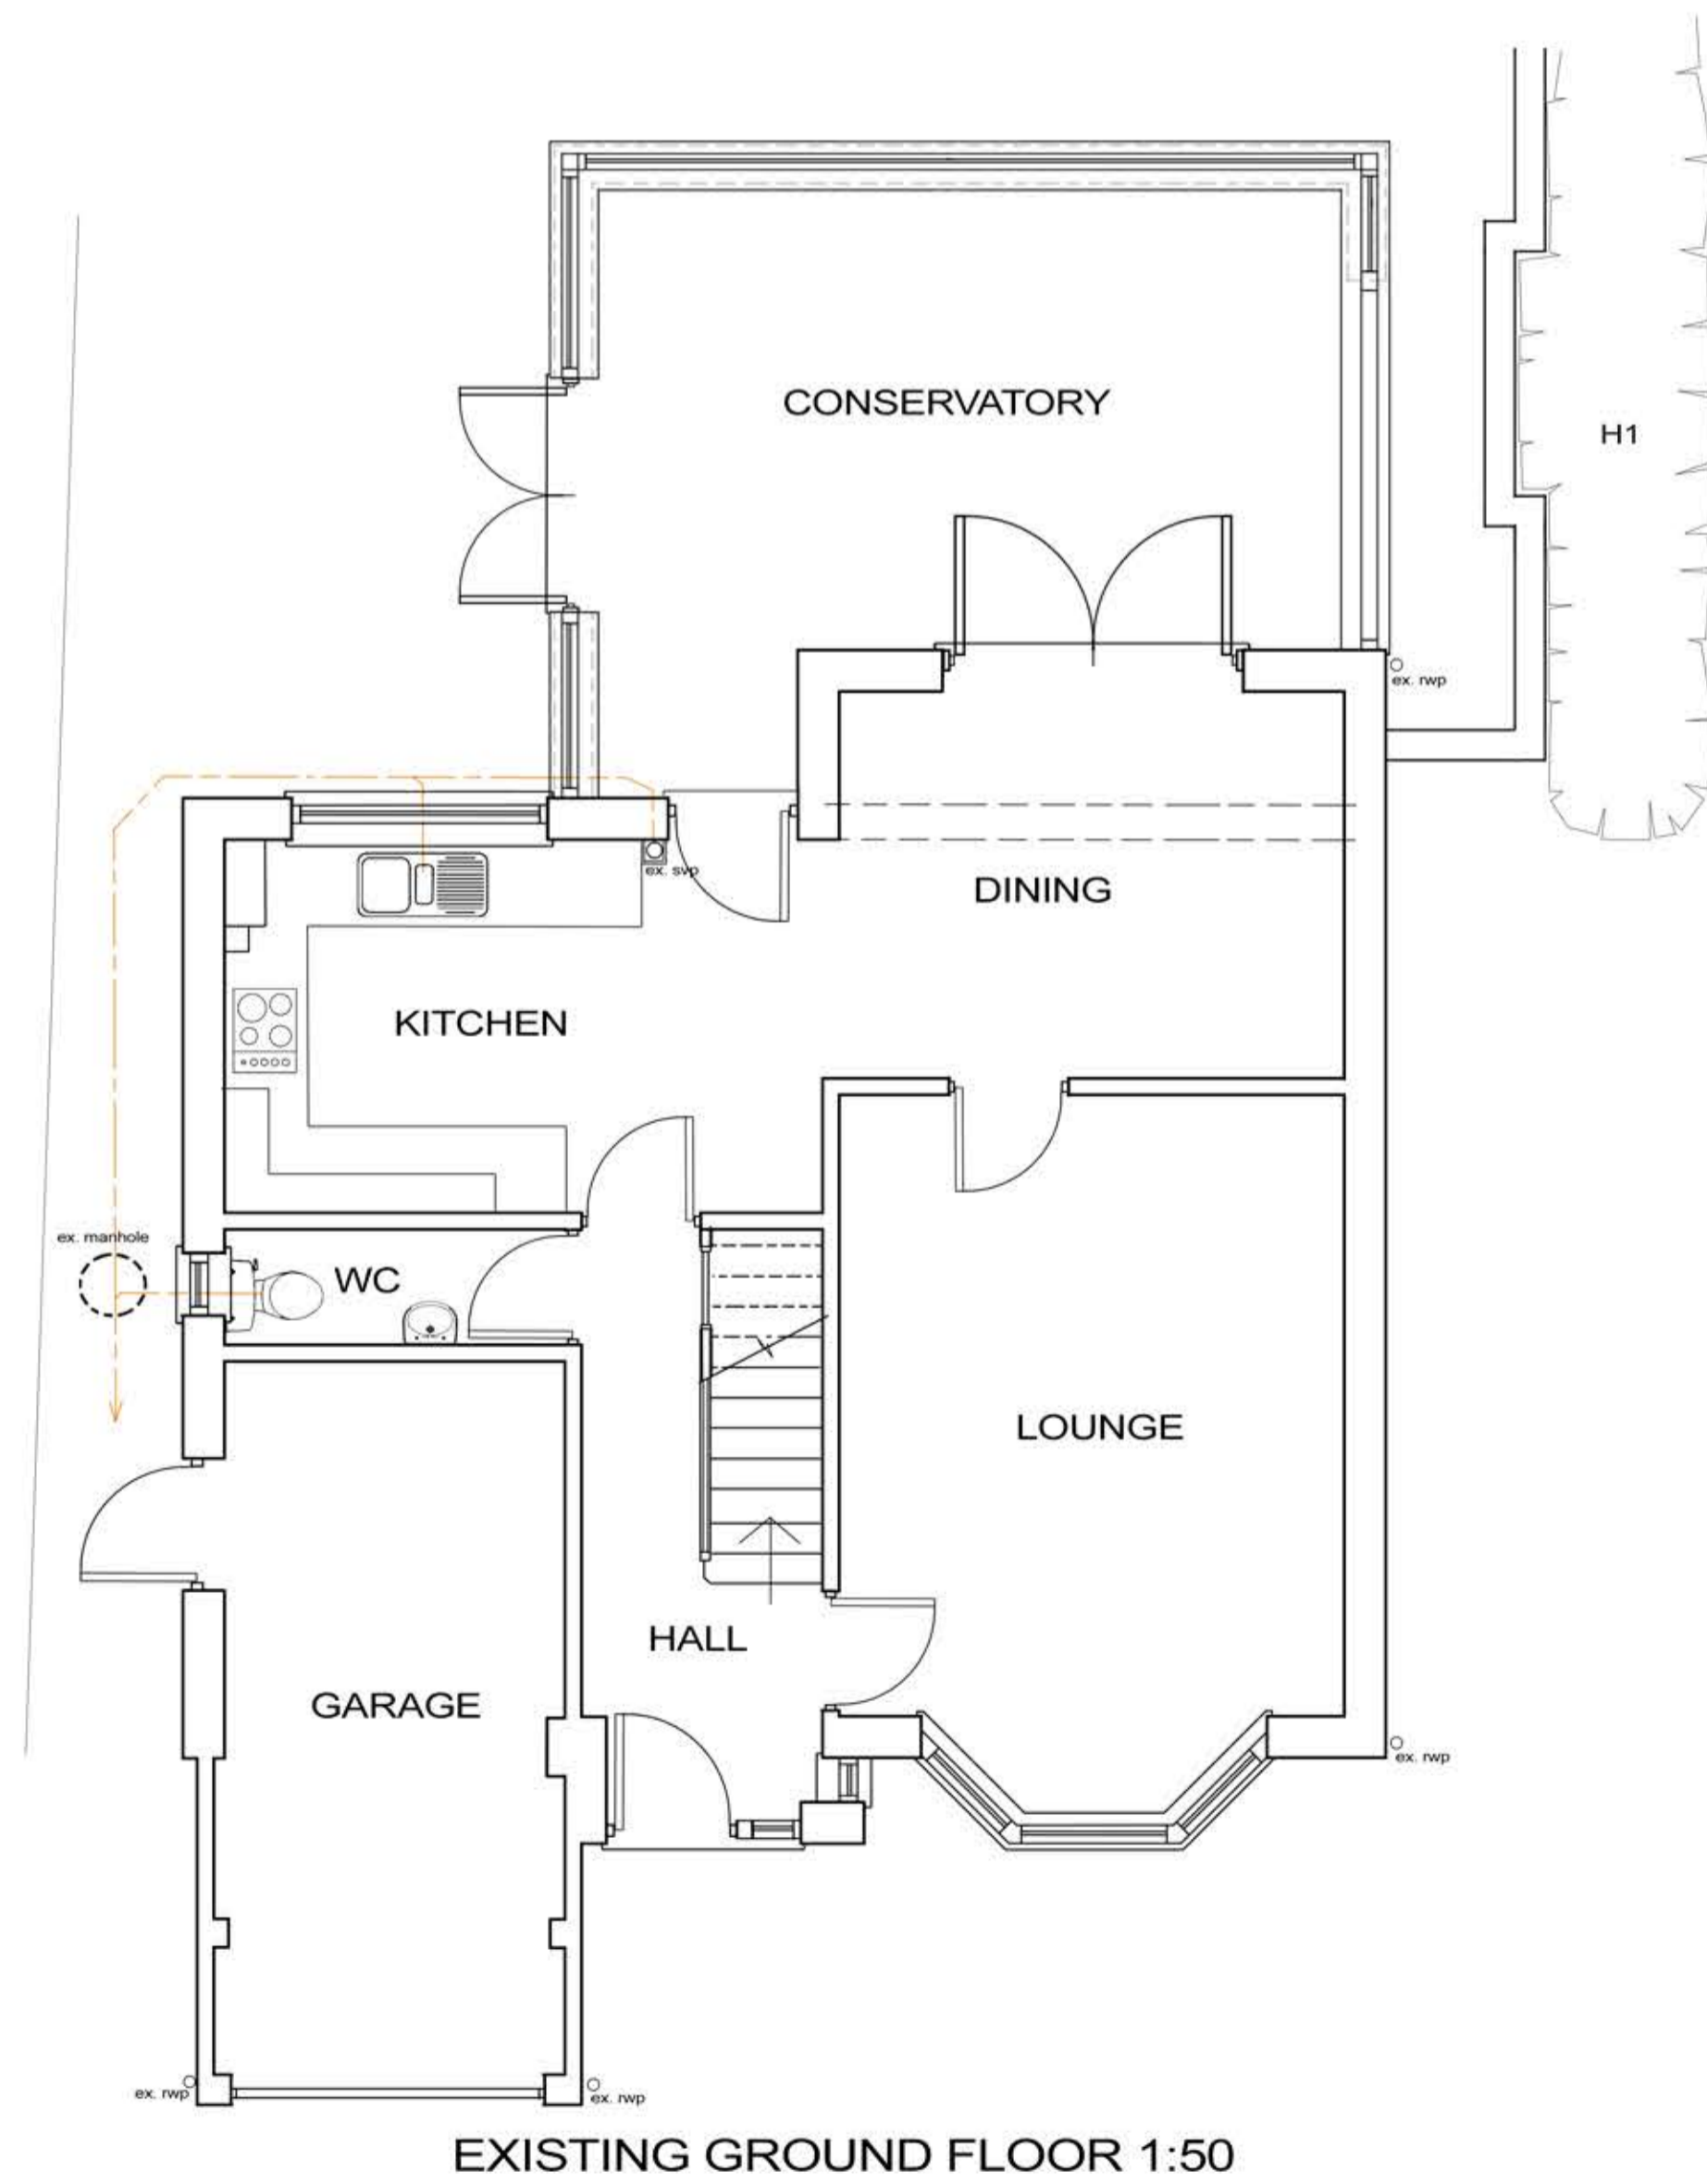 CONSERVATORY
H1
ex. rwp
ex. svp
DINING
KITCHEN
ex. manhole
WC
LOUNGE
HALL
GARAGE
ex. rwp
ex. rwp
ex. rwp
EXISTING GROUND FLOOR 1:50